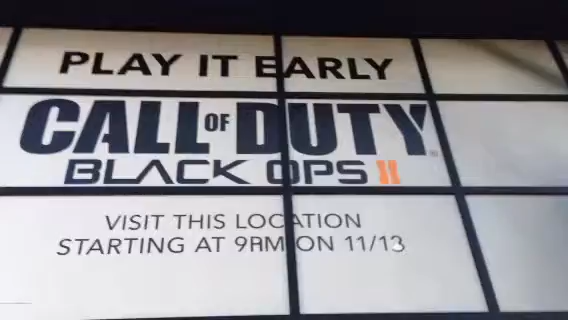 PLAY IT EARLY
CALL OF DUTY
BLACK OPS II
VISIT THIS LOCATION
STARTING AT 9AM ON 11/13